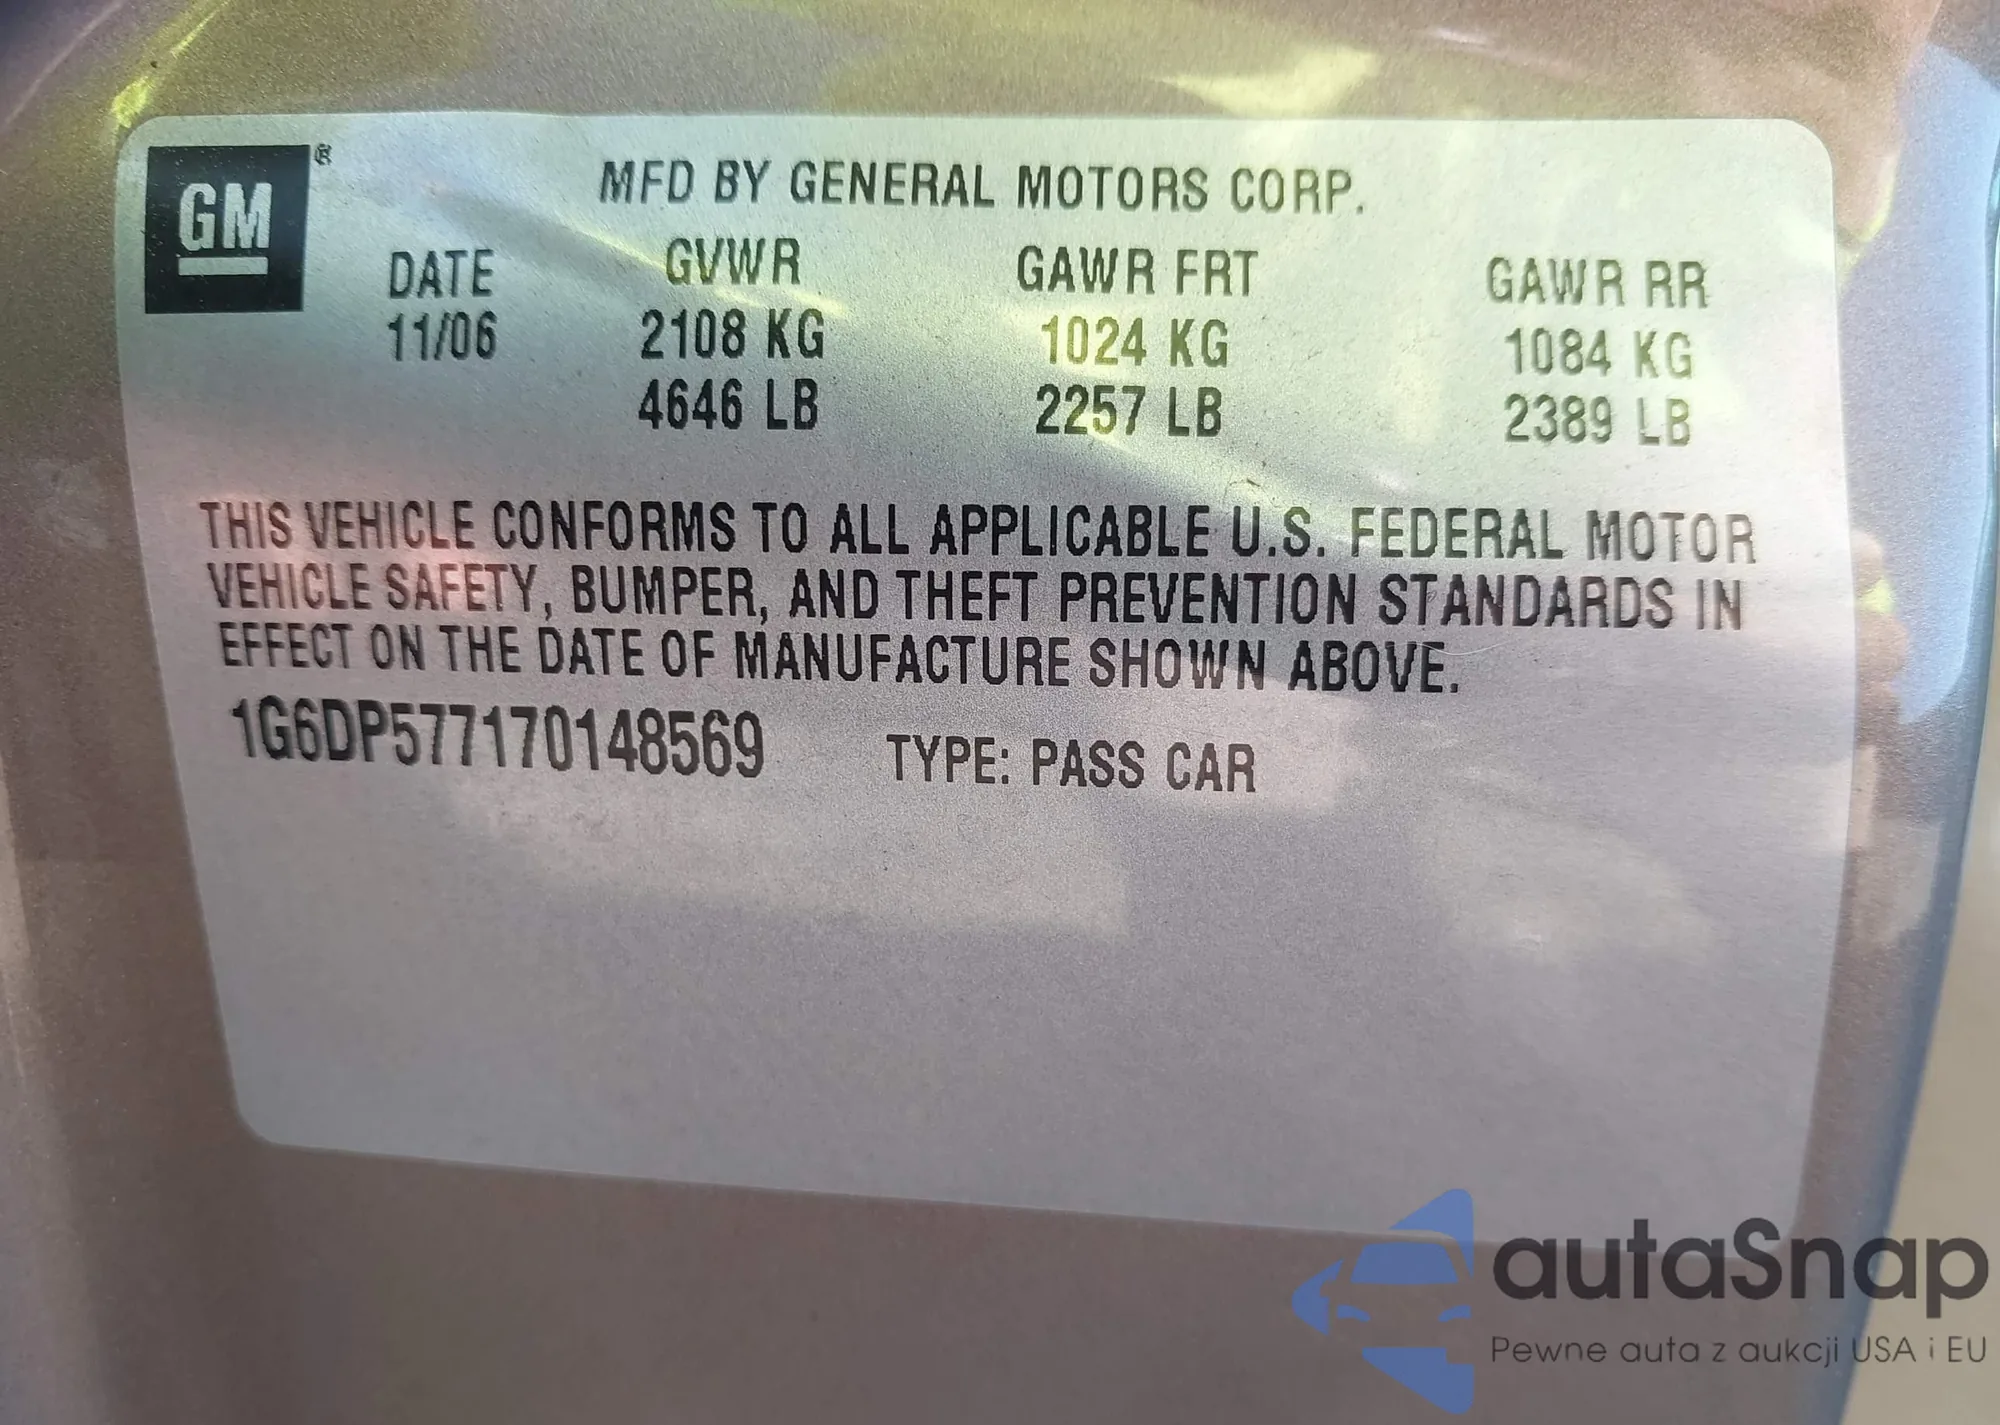 GM®
MFD BY GENERAL MOTORS CORP.
DATE GVWR GAWR FRT GAWR RR
11/06 2108 KG 1024 KG 1084 KG
4646 LB 2257 LB 2389 LB
THIS VEHICLE CONFORMS TO ALL APPLICABLE U.S. FEDERAL MOTOR
VEHICLE SAFETY, BUMPER, AND THEFT PREVENTION STANDARDS IN
EFFECT ON THE DATE OF MANUFACTURE SHOWN ABOVE.
1G6DP577170148569 TYPE: PASS CAR
autaSnap
Pewne auta z aukcji USA i EU